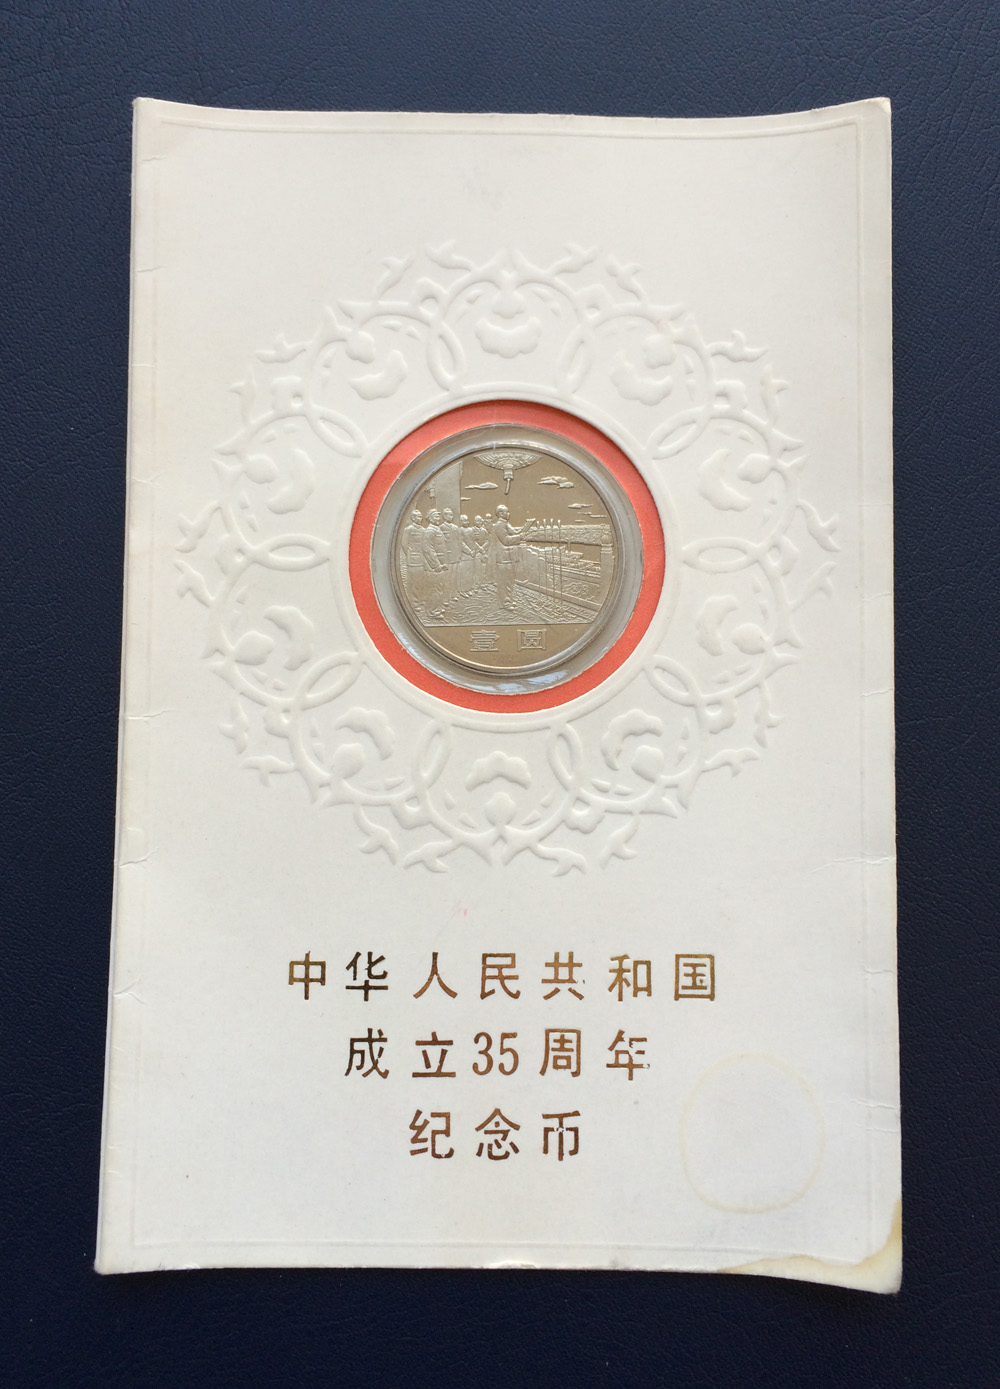 壹圆
中华人民共和国
成立35周年
纪念币